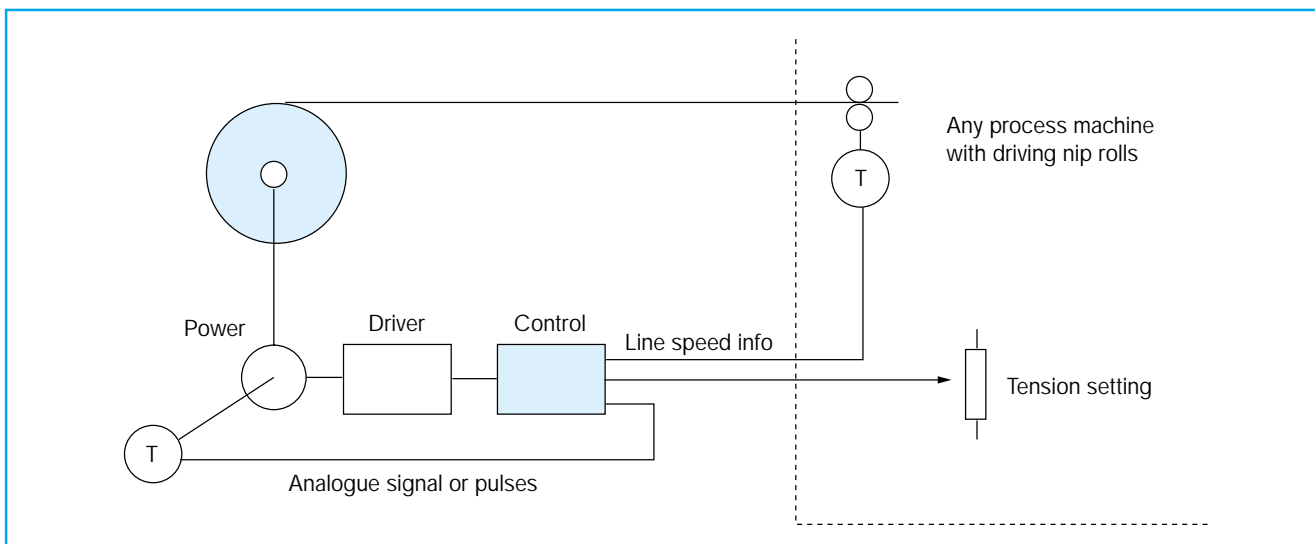 Any process machine
with driving nip rolls
T
Power
Driver
Control
Line speed info
Tension setting
T
Analogue signal or pulses